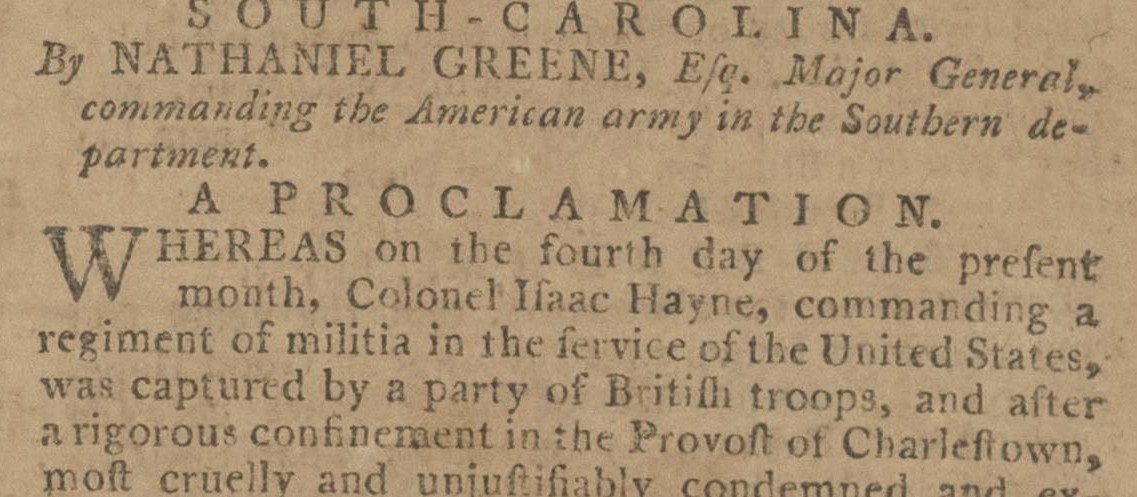 SOUTH-CAROLINA.
By NATHANIEL GREENE, Eſq. Major General,
commanding the American army in the Southern de-
partment.
A PROCLAMATION.
WHEREAS on the fourth day of the preſent
month, Colonel Iſaac Hayne, commanding a
regiment of militia in the ſervice of the United States,
was captured by a party of Britiſh troops, and after
a rigorous confinement in the Provoſt of Charleſtown,
moſt cruelly and unjuſtifiably condemned and ex-